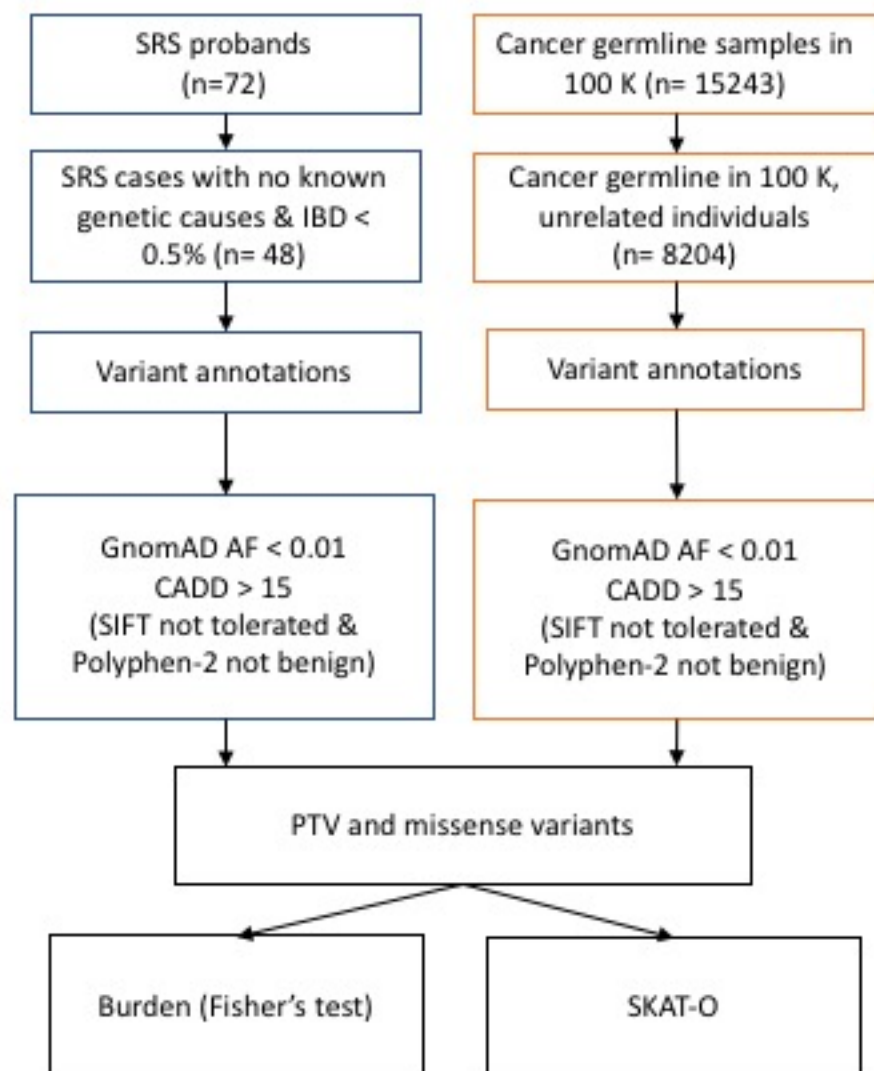 SRS probands
(n=72)
Cancer germline samples in
100 K (n= 15243)
SRS cases with no known
genetic causes & IBD <
0.5% (n= 48)
Cancer germline in 100 K,
unrelated individuals
(n= 8204)
Variant annotations
Variant annotations
GnomAD AF < 0.01
CADD > 15
(SIFT not tolerated &
Polyphen-2 not benign)
GnomAD AF < 0.01
CADD > 15
(SIFT not tolerated &
Polyphen-2 not benign)
PTV and missense variants
Burden (Fisher's test)
SKAT-O